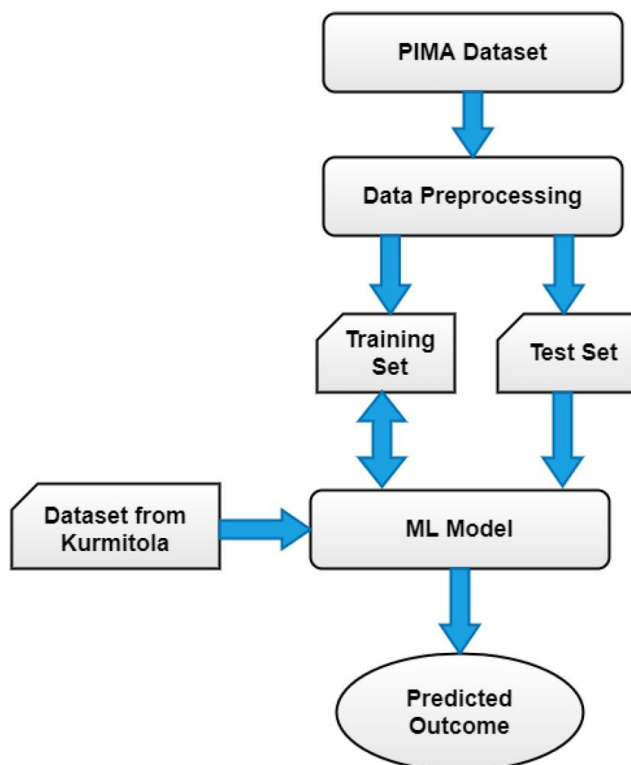 PIMA Dataset
Data Preprocessing
Training
Set
Test Set
Dataset from
Kurmitola
ML Model
Predicted
Outcome